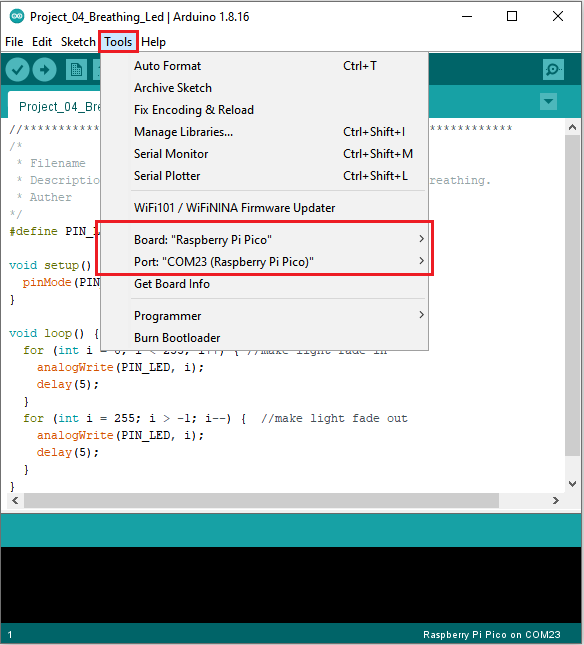 Project_04_Breathing_Led | Arduino 1.8.16
File Edit Sketch Tools Help
Auto Format Ctrl+T
Archive Sketch
Fix Encoding & Reload
Manage Libraries... Ctrl+Shift+I
Serial Monitor Ctrl+Shift+M
Serial Plotter Ctrl+Shift+L
WiFi101 / WiFiNINA Firmware Updater
Board: "Raspberry Pi Pico"
Port: "COM23 (Raspberry Pi Pico)"
Get Board Info
Programmer
Burn Bootloader
Project_04_Bre
//**
/*
* Filename
* Descriptio breathing.
* Auther
*/
#define PIN_L
void setup()
pinMode(PIN
}
void loop() {
for (int i = 0; i < 255; i++) { //make light fade in
analogWrite(PIN_LED, i);
delay(5);
}
for (int i = 255; i > -1; i--) { //make light fade out
analogWrite(PIN_LED, i);
delay(5);
}
}
1 Raspberry Pi Pico on COM23